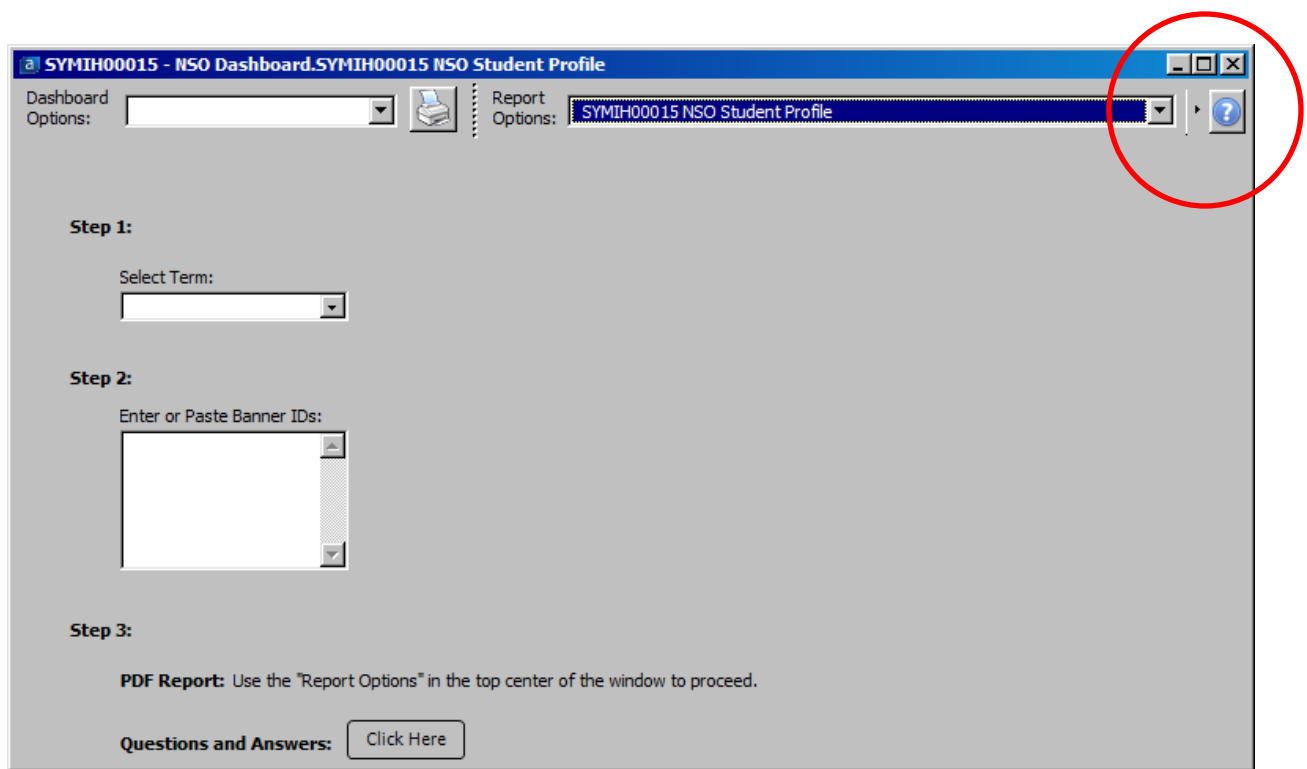 SYMIH00015 - NSO Dashboard.SYMIH00015 NSO Student Profile
Dashboard
Options:
Report
Options:
SYMIH00015 NSO Student Profile
Step 1:
Select Term:
Step 2:
Enter or Paste Banner IDs:
Step 3:
PDF Report: Use the "Report Options" in the top center of the window to proceed.
Questions and Answers: Click Here